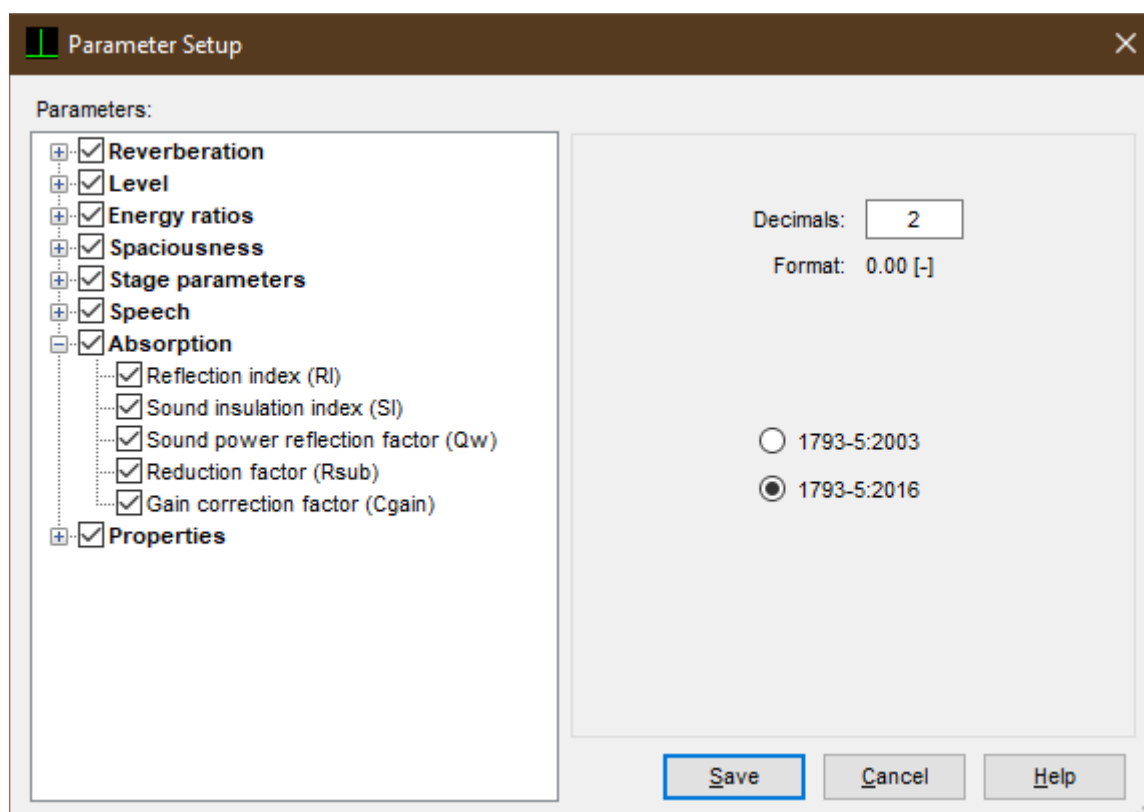 Parameter Setup
Parameters:
Reverberation
Level
Energy ratios
Spaciousness
Stage parameters
Speech
Absorption
Reflection index (RI)
Sound insulation index (SI)
Sound power reflection factor (Qw)
Reduction factor (Rsub)
Gain correction factor (Cgain)
Properties
Decimals: 2
Format: 0.00 [-]
1793-5:2003
1793-5:2016
Save Cancel Help